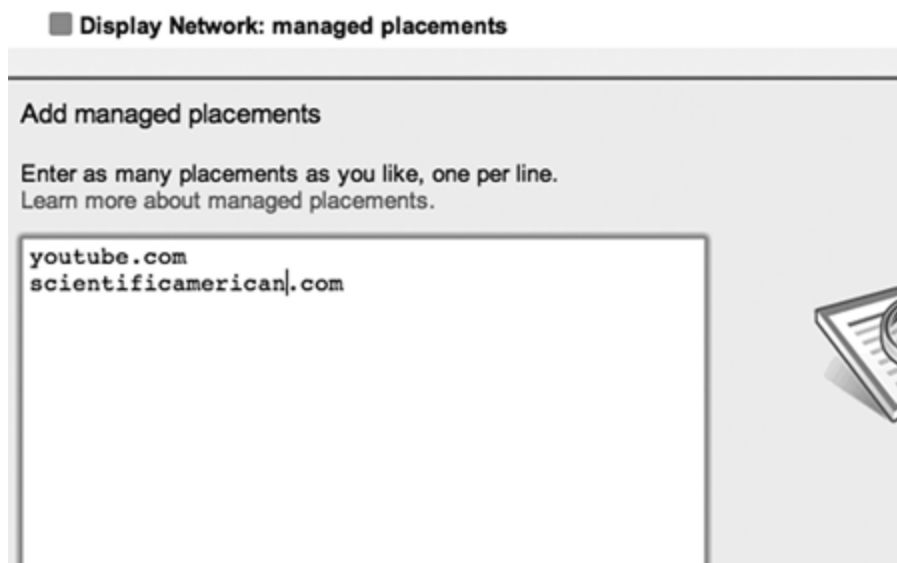 Display Network: managed placements
Add managed placements
Enter as many placements as you like, one per line.
Learn more about managed placements.
youtube.com
scientificamerican.com